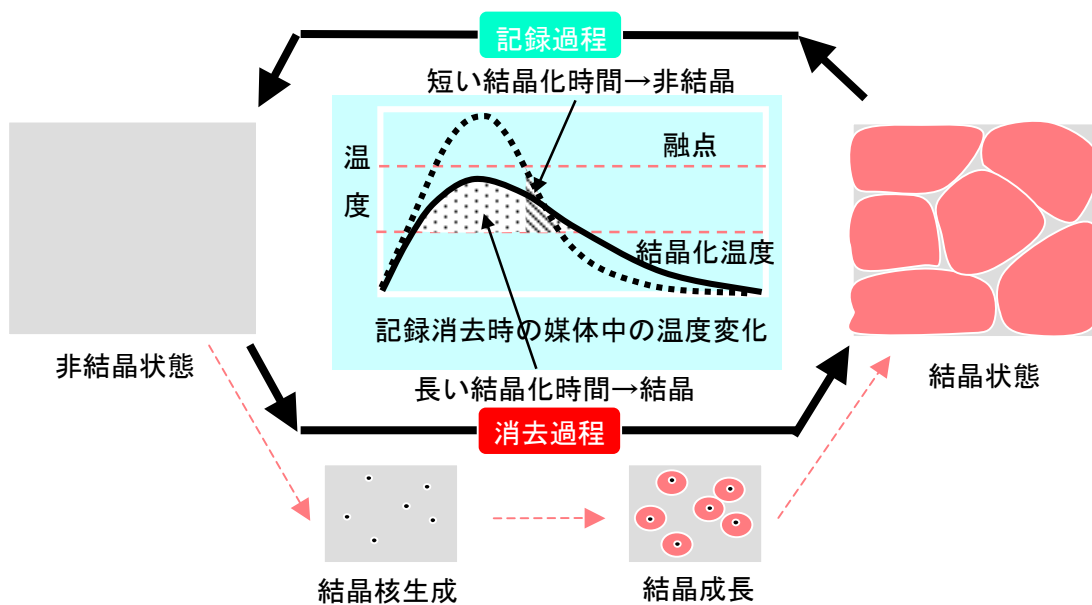 記録過程
短い結晶化時間→非結晶
温
度
融点
結晶化温度
記録消去時の媒体中の温度変化
非結晶状態
結晶状態
長い結晶化時間→結晶
消去過程
結晶核生成
結晶成長